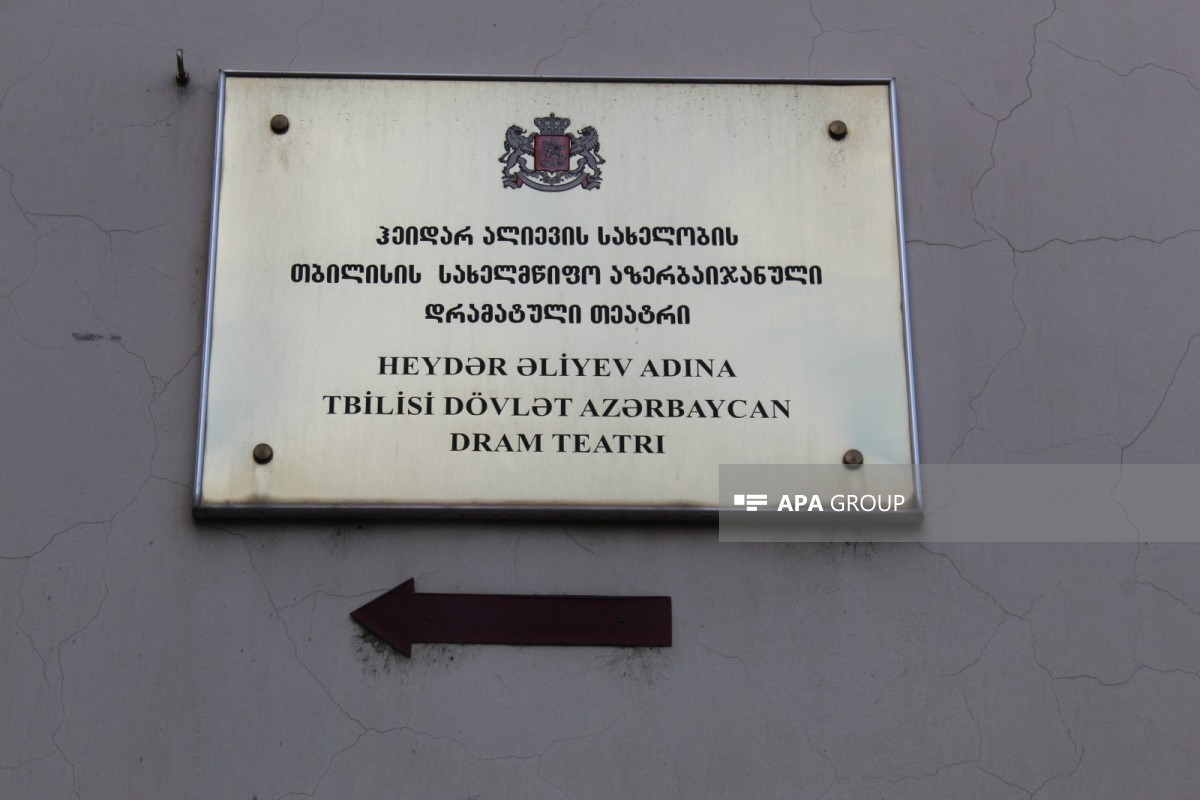 ჰეიდარ ალიევის სახელობის
თბილისის სახელმწიფო აზერბაიჯანული
დრამატული თეატრი
HEYDƏR ƏLİYEV ADINA
TBİLİSİ DÖVLƏT AZƏRBAYCAN
DRAM TEATRI
APA GROUP